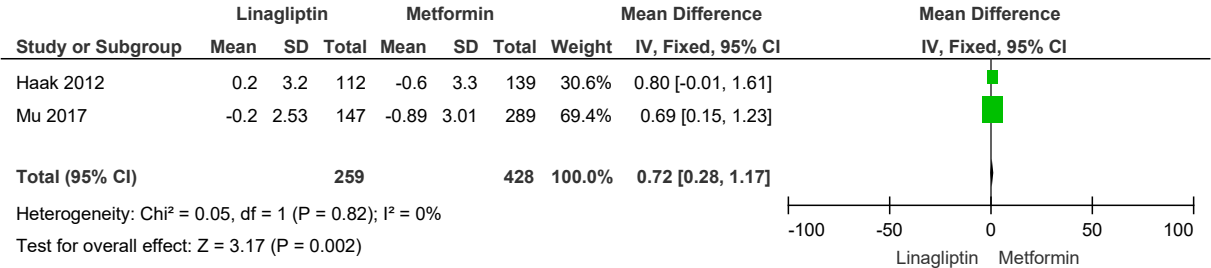 Linagliptin Metformin Mean Difference Mean Difference
Study or Subgroup Mean SD Total Mean SD Total Weight IV, Fixed, 95% CI IV, Fixed, 95% CI
Haak 2012 0.2 3.2 112 -0.6 3.3 139 30.6% 0.80 [-0.01, 1.61]
Mu 2017 -0.2 2.53 147 -0.89 3.01 289 69.4% 0.69 [0.15, 1.23]
Total (95% CI) 259 428 100.0% 0.72 [0.28, 1.17]
Heterogeneity: Chi² = 0.05, df = 1 (P = 0.82); I² = 0%
Test for overall effect: Z = 3.17 (P = 0.002)
-100 -50 0 50 100
Linagliptin Metformin